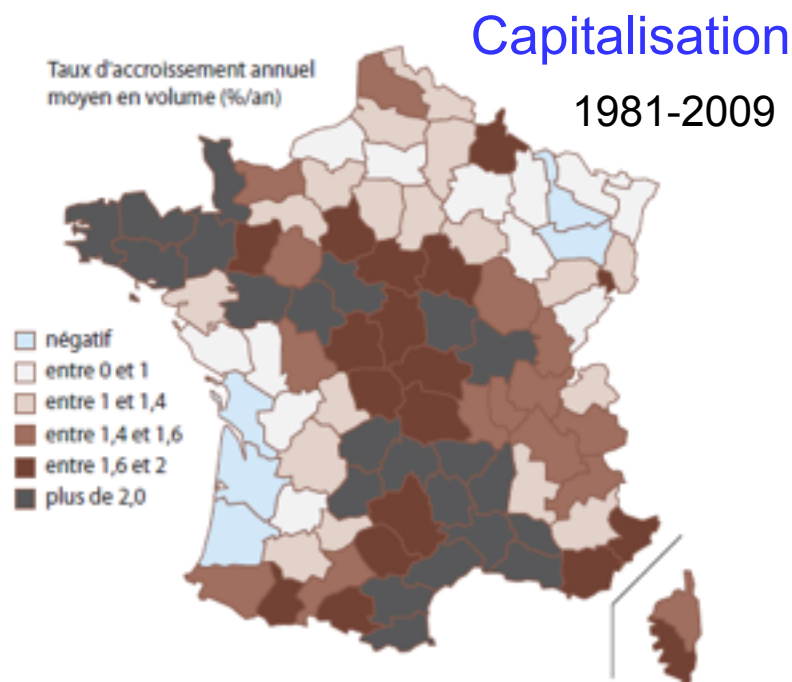 Capitalisation
Taux d'accroissement annuel
moyen en volume (%/an)
1981-2009
négatif
entre 0 et 1
entre 1 et 1,4
entre 1,4 et 1,6
entre 1,6 et 2
plus de 2,0